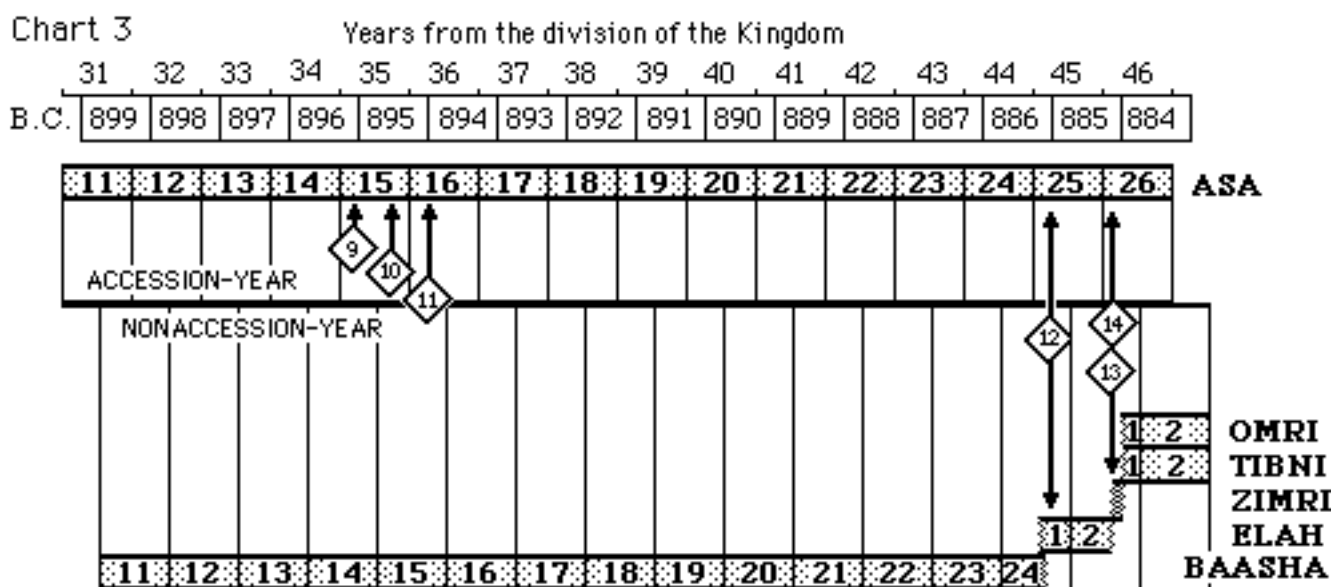 Chart 3 Years from the division of the Kingdom
31 32 33 34 35 36 37 38 39 40 41 42 43 44 45 46
B.C. 899 898 897 896 895 894 893 892 891 890 889 888 887 886 885 884
11 12 13 14 15 16 17 18 19 20 21 22 23 24 25 26 ASA
9
10
ACCESSION-YEAR
11
NONACCESSION-YEAR
14
12
13
1 2 OMRI
1 2 TIBNI
ZIMRI
1 2 ELAH
11 12 13 14 15 16 17 18 19 20 21 22 23 24 BAASHA